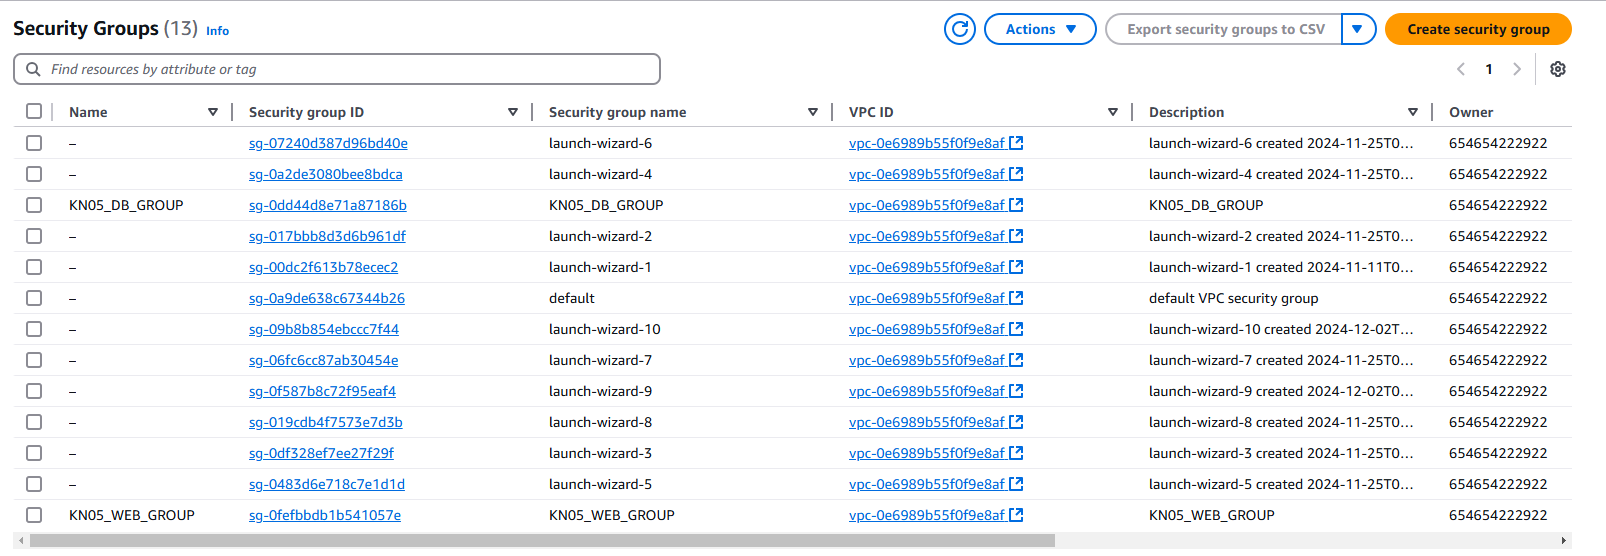 Security Groups (13) Info
Actions
Export security groups to CSV
Create security group
Find resources by attribute or tag
1
Name Security group ID Security group name VPC ID Description Owner
– sg-07240d387d96bd40e launch-wizard-6 vpc-0e6989b55f0f9e8af launch-wizard-6 created 2024-11-25T0... 654654222922
– sg-0a2de3080bee8bdca launch-wizard-4 vpc-0e6989b55f0f9e8af launch-wizard-4 created 2024-11-25T0... 654654222922
KN05_DB_GROUP sg-0dd44d8e71a87186b KN05_DB_GROUP vpc-0e6989b55f0f9e8af KN05_DB_GROUP 654654222922
– sg-017bbb8d3d6b961df launch-wizard-2 vpc-0e6989b55f0f9e8af launch-wizard-2 created 2024-11-25T0... 654654222922
– sg-00dc2f613b78ecec2 launch-wizard-1 vpc-0e6989b55f0f9e8af launch-wizard-1 created 2024-11-11T0... 654654222922
– sg-0a9de638c67344b26 default vpc-0e6989b55f0f9e8af default VPC security group 654654222922
– sg-09b8b854ebccc7f44 launch-wizard-10 vpc-0e6989b55f0f9e8af launch-wizard-10 created 2024-12-02T... 654654222922
– sg-06fc6cc87ab30454e launch-wizard-7 vpc-0e6989b55f0f9e8af launch-wizard-7 created 2024-11-25T0... 654654222922
– sg-0f587b8c72f95eaf4 launch-wizard-9 vpc-0e6989b55f0f9e8af launch-wizard-9 created 2024-12-02T0... 654654222922
– sg-019cdb4f7573e7d3b launch-wizard-8 vpc-0e6989b55f0f9e8af launch-wizard-8 created 2024-11-25T0... 654654222922
– sg-0df328ef7ee27f29f launch-wizard-3 vpc-0e6989b55f0f9e8af launch-wizard-3 created 2024-11-25T0... 654654222922
– sg-0483d6e718c7e1d1d launch-wizard-5 vpc-0e6989b55f0f9e8af launch-wizard-5 created 2024-11-25T0... 654654222922
KN05_WEB_GROUP sg-0fefbbdb1b541057e KN05_WEB_GROUP vpc-0e6989b55f0f9e8af KN05_WEB_GROUP 654654222922